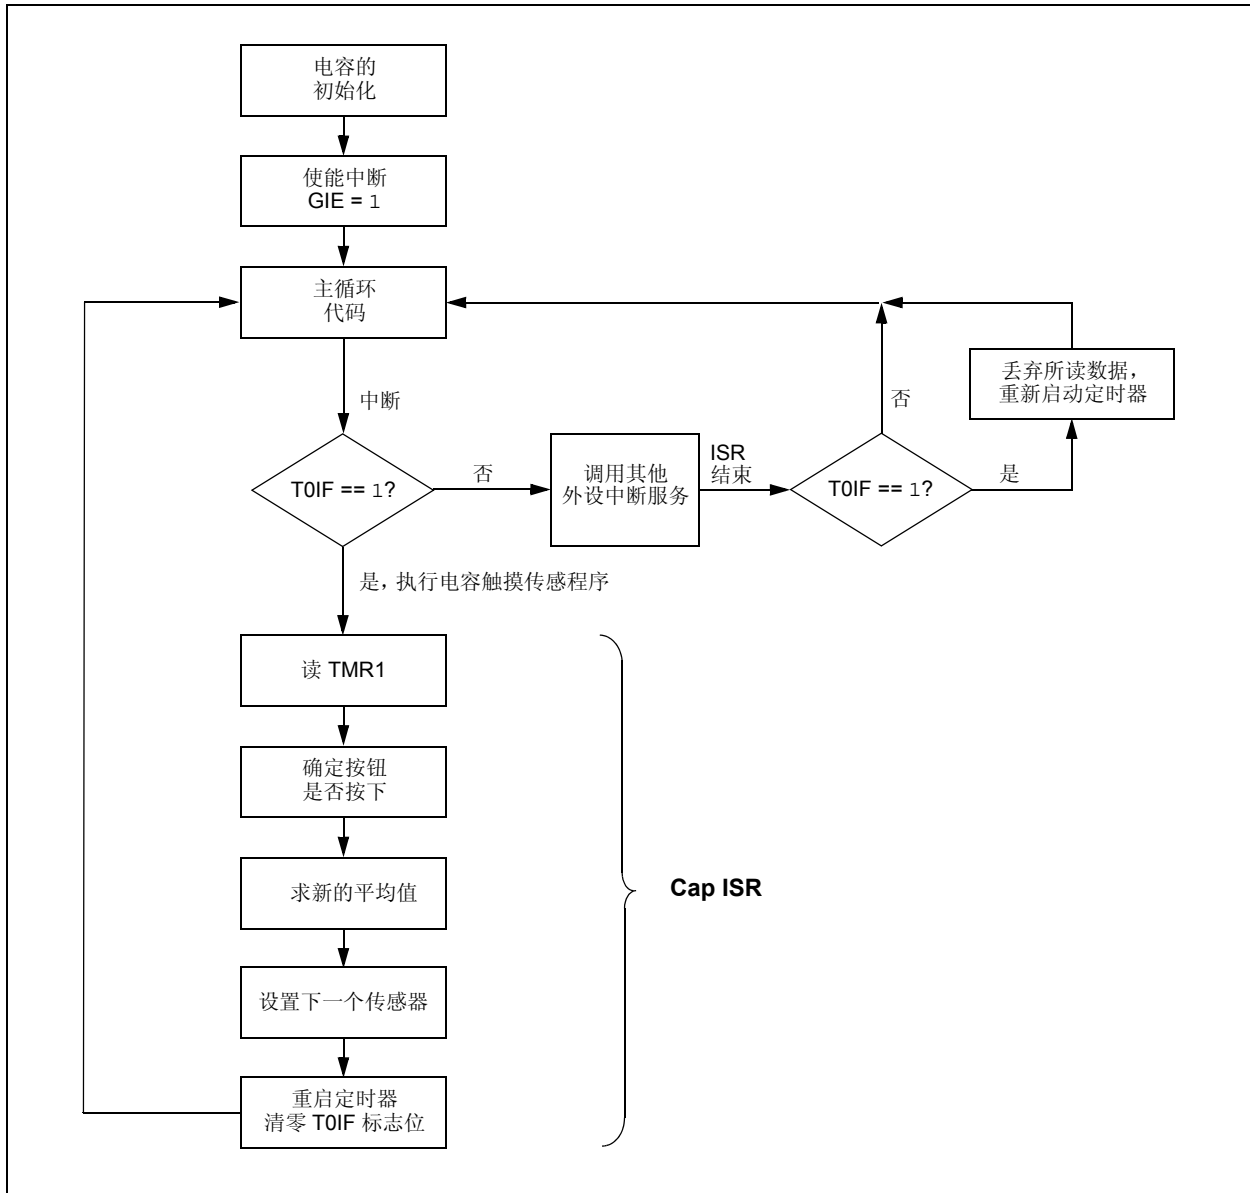 电容的
初始化
使能中断
GIE = 1
主循环
代码
中断
丢弃所读数据，
重新启动定时器
否
T0IF == 1?
否
调用其他
外设中断服务
ISR
结束
T0IF == 1?
是
是，执行电容触摸传感程序
读 TMR1
确定按钮
是否按下
求新的平均值
Cap ISR
设置下一个传感器
重启定时器
清零 T0IF 标志位